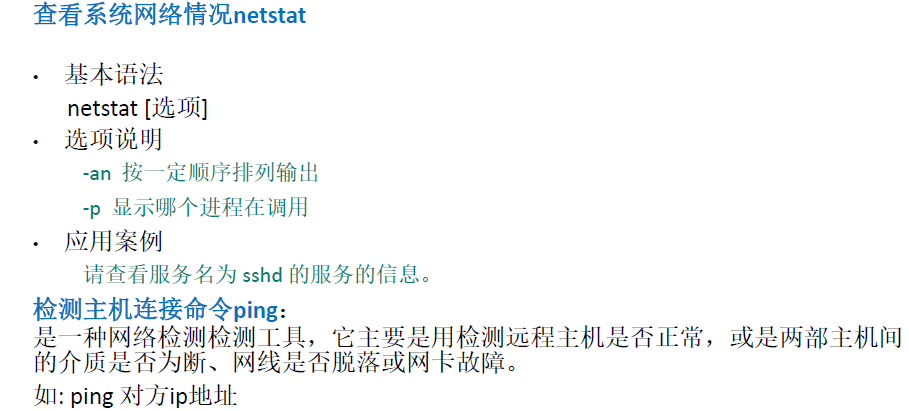 查看系统网络情况netstat
• 基本语法
netstat [选项]
• 选项说明
-an 按一定顺序排列输出
-p 显示哪个进程在调用
• 应用案例
请查看服务名为 sshd 的服务的信息。
检测主机连接命令ping：
是一种网络检测检测工具，它主要是用检测远程主机是否正常，或是两部主机间
的介质是否为断、网线是否脱落或网卡故障。
如: ping 对方ip地址